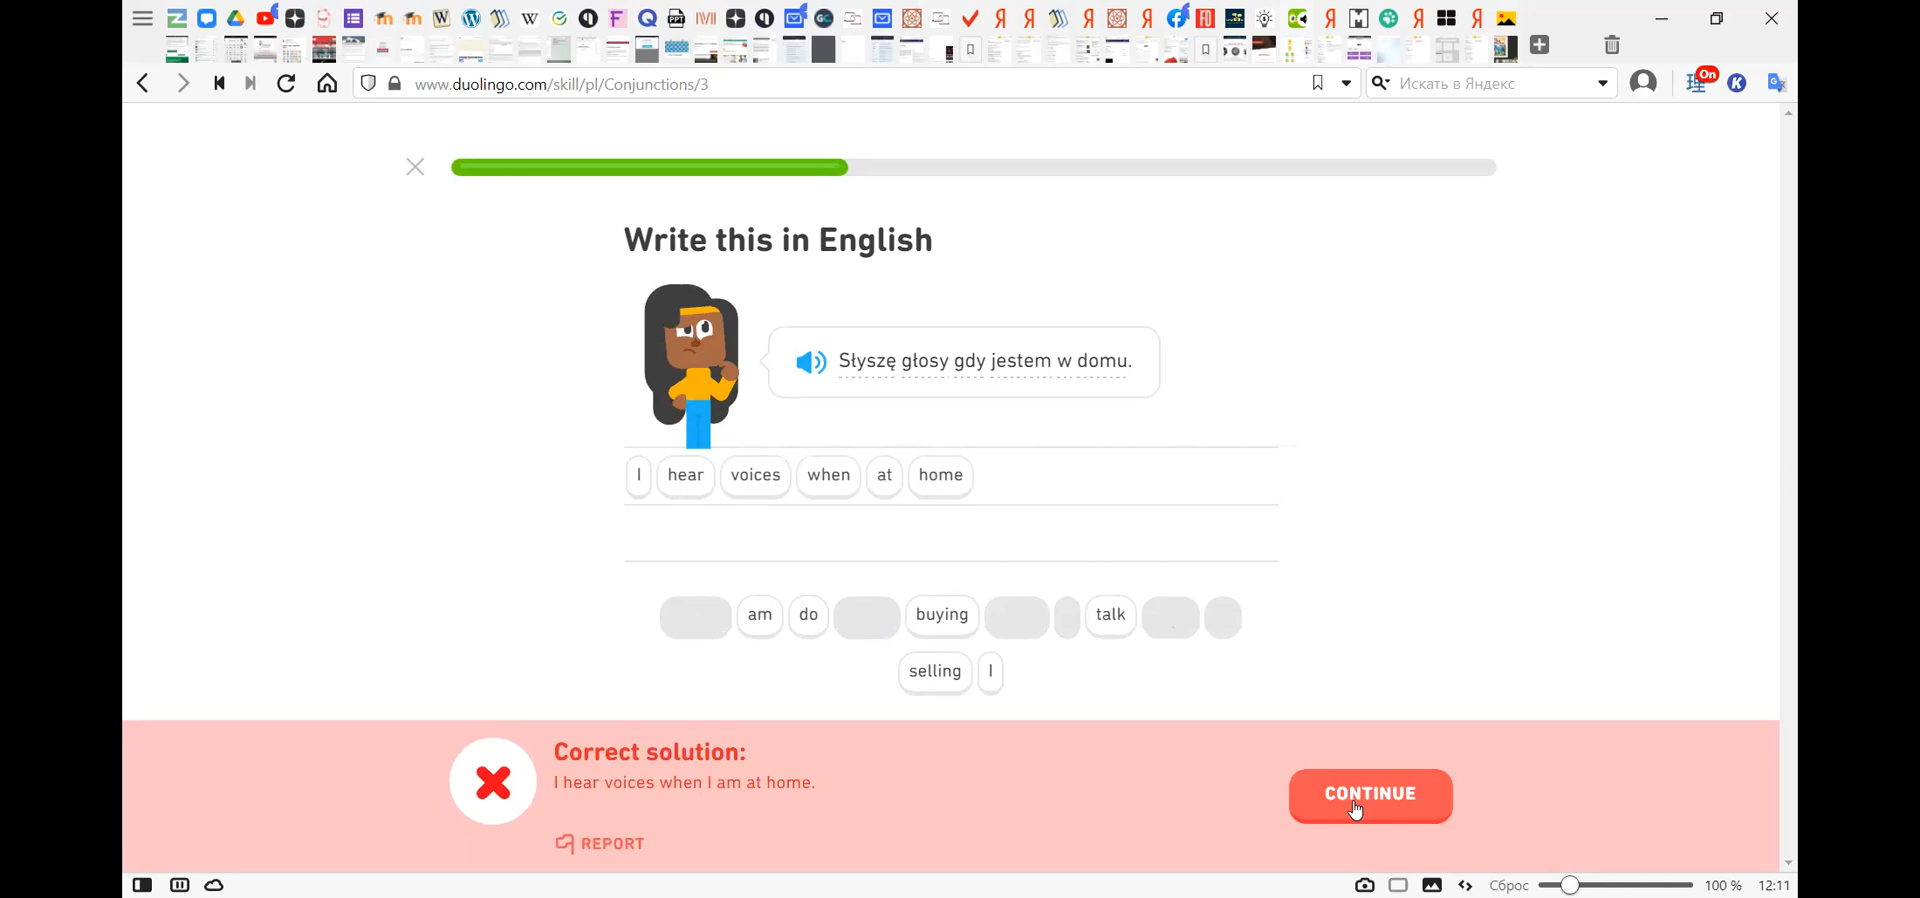 www.duolingo.com/skill/pl/Conjunctions/3
Искать в Яндекс
On
Write this in English
Słyszę głosy gdy jestem w domu.
I hear voices when at home
am do buying talk
selling I
Correct solution:
I hear voices when I am at home.
CONTINUE
REPORT
Сброс 100 % 12:11